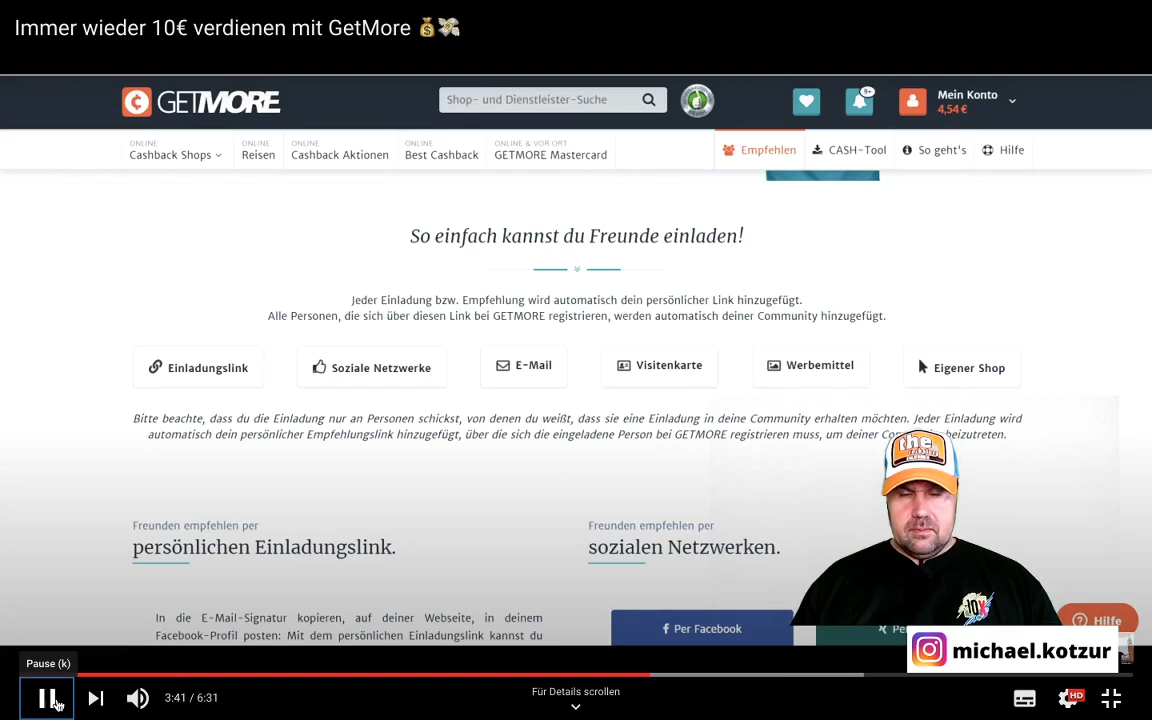 Immer wieder 10€ verdienen mit GetMore 💰💸
GETMORE
Shop- und Dienstleister-Suche
9+
Mein Konto
4,54 €
ONLINE
Cashback Shops
ONLINE
Reisen
ONLINE
Cashback Aktionen
ONLINE
Best Cashback
ONLINE & VOR ORT
GETMORE Mastercard
Empfehlen
CASH-Tool
So geht's
Hilfe
So einfach kannst du Freunde einladen!
Jeder Einladung bzw. Empfehlung wird automatisch dein persönlicher Link hinzugefügt.
Alle Personen, die sich über diesen Link bei GETMORE registrieren, werden automatisch deiner Community hinzugefügt.
Einladungslink
Soziale Netzwerke
E-Mail
Visitenkarte
Werbemittel
Eigener Shop
Bitte beachte, dass du die Einladung nur an Personen schickst, von denen du weißt, dass sie eine Einladung in deine Community erhalten möchten. Jeder Einladung wird
automatisch dein persönlicher Empfehlungslink hinzugefügt, über die sich die eingeladene Person bei GETMORE registrieren muss, um deiner beizutreten.
the
Freunden empfehlen per
persönlichen Einladungslink.
Freunden empfehlen per
sozialen Netzwerken.
In die E-Mail-Signatur kopieren, auf deiner Webseite, in deinem
Facebook-Profil posten: Mit dem persönlichen Einladungslink kannst du
Per Facebook
10X
Hilfe
michael.kotzur
Pause (k)
3:41 / 6:31
Für Details scrollen
HD